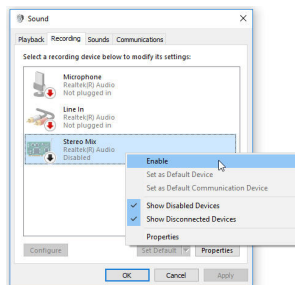 Sound
Playback Recording Sounds Communications
Select a recording device below to modify its settings:
Microphone
Realtek(R) Audio
Not plugged in
Line In
Realtek(R) Audio
Not plugged in
Stereo Mix
Realtek(R) Audio
Disabled
Enable
Set as Default Device
Set as Default Communication Device
Show Disabled Devices
Show Disconnected Devices
Properties
Configure Set Default Properties
OK Cancel Apply